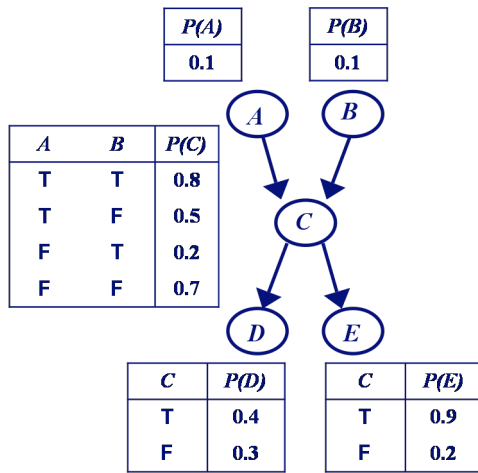 P(A)
0.1
P(B)
0.1
A
B
A B P(C)
T T 0.8
T F 0.5
F T 0.2
F F 0.7
C
D
E
C P(D)
T 0.4
F 0.3
C P(E)
T 0.9
F 0.2